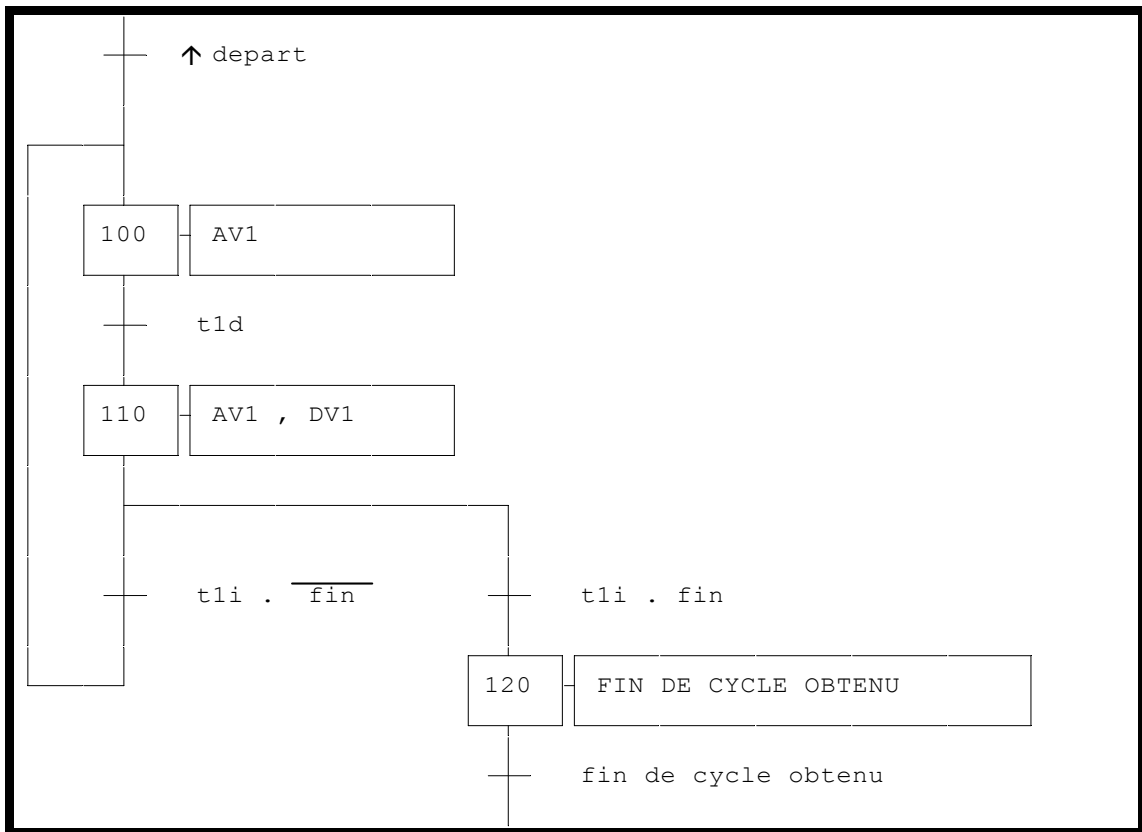 ↑ depart
100 AV1
t1d
110 AV1 , DV1
t1i . f̅i̅n̅ t1i . fin
120 FIN DE CYCLE OBTENU
fin de cycle obtenu